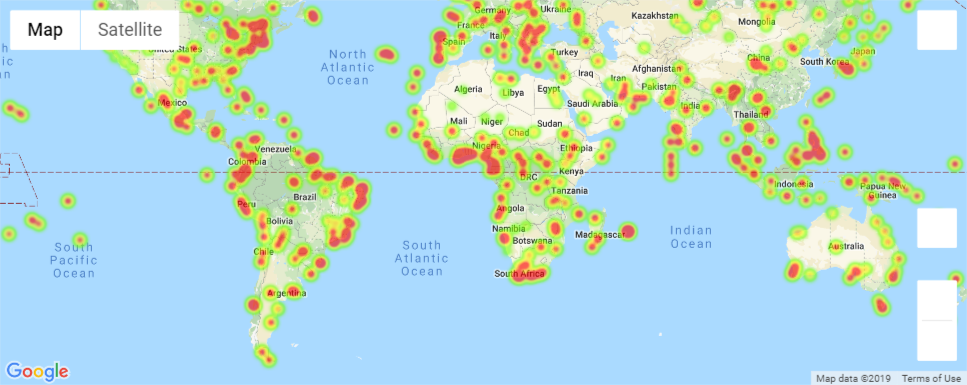 Map
Satellite
Germany
Ukraine
Kazakhstan
Mongolia
France
Italy
Spain
United States
North
Atlantic
Ocean
Turkey
Japan
China
South Korea
Afghanistan
Iraq
Iran
Pakistan
Algeria
Libya
Egypt
Mexico
Saudi Arabia
India
Mali
Niger
Chad
Sudan
Thailand
Nigeria
Ethiopia
Venezuela
Colombia
Kenya
DRC
Brazil
Tanzania
Indonesia
Papua New
Guinea
Peru
Angola
Bolivia
Namibia
Botswana
Madagascar
Indian
Ocean
South
Pacific
Ocean
South
Atlantic
Ocean
Chile
Australia
South Africa
Argentina
Google
Map data ©2019
Terms of Use